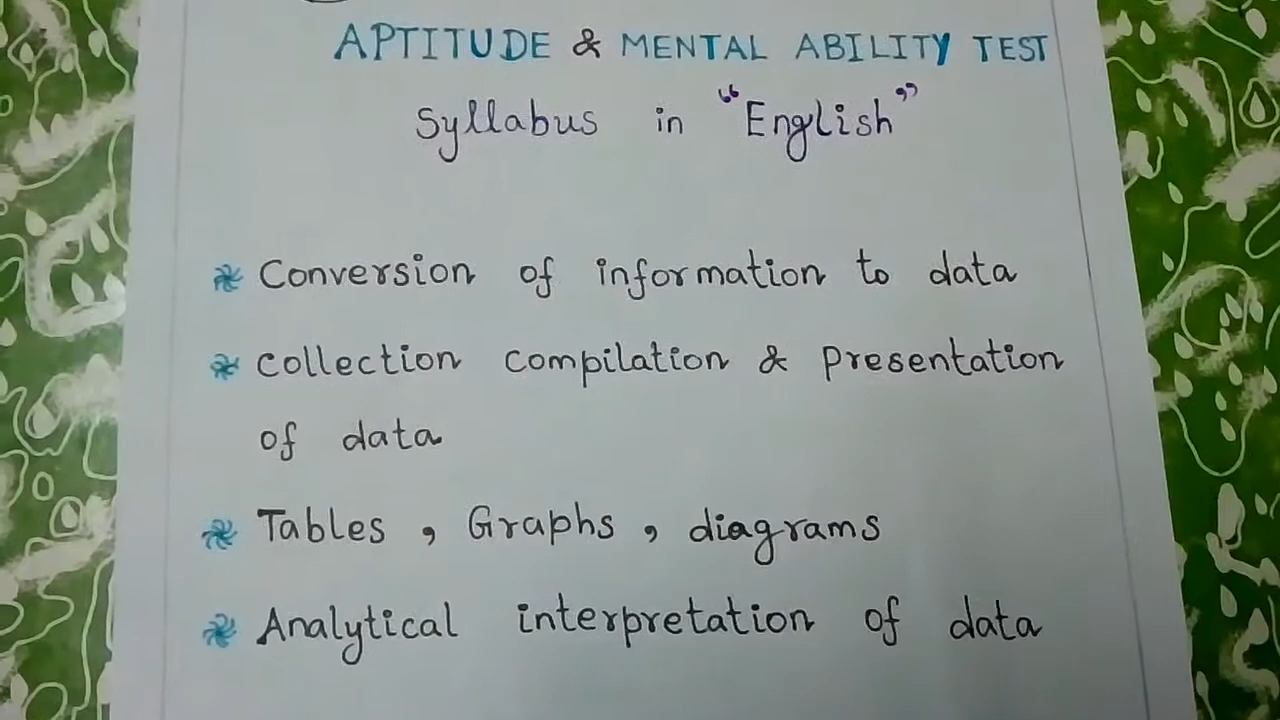 APTITUDE & MENTAL ABILITY TEST
Syllabus in "English"
Conversion of information to data
Collection compilation & presentation
of data
Tables, Graphs, diagrams
Analytical interpretation of data